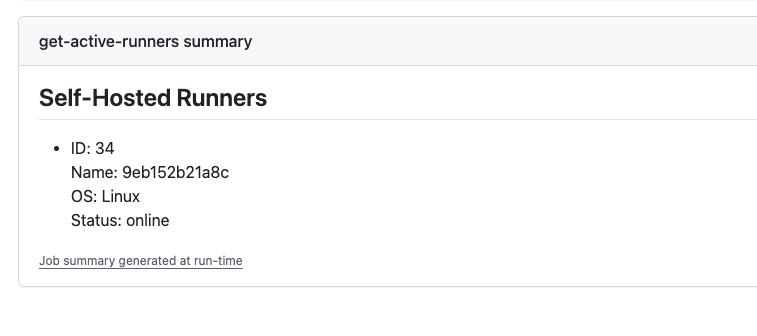 get-active-runners summary
Self-Hosted Runners
• ID: 34
Name: 9eb152b21a8c
OS: Linux
Status: online
Job summary generated at run-time